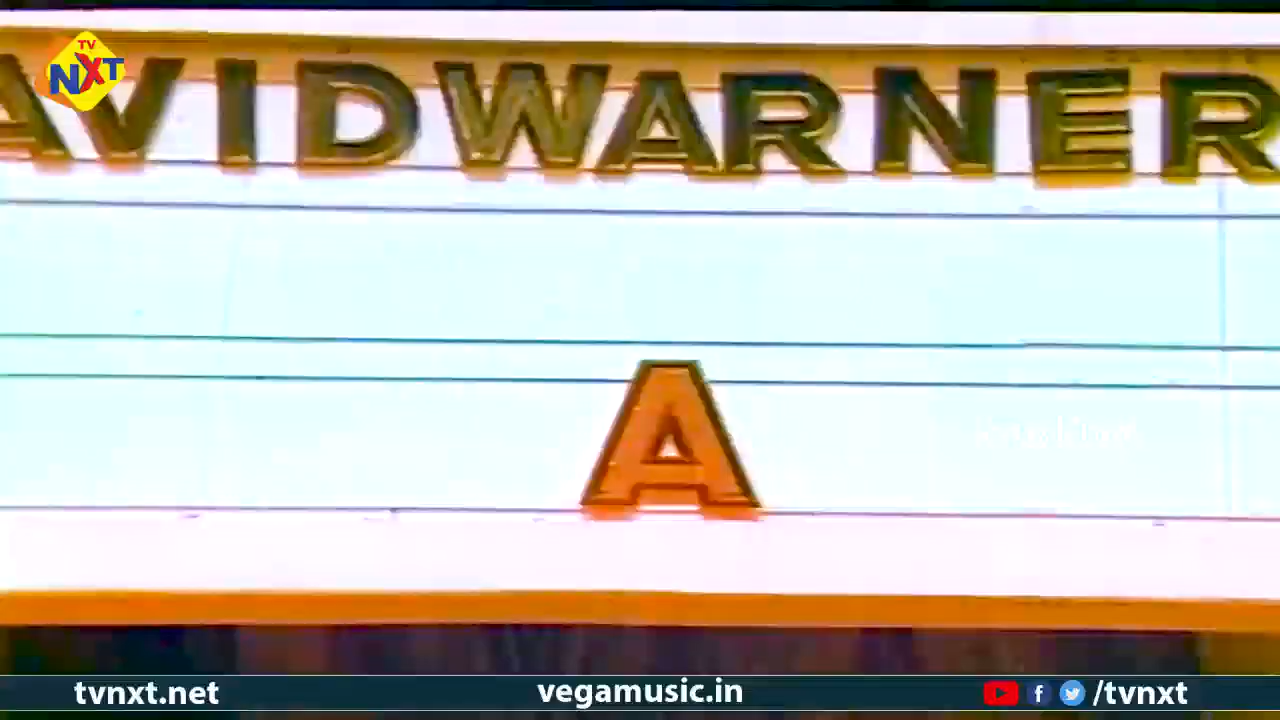 TV
NXT
AVIDWARNER
A
tvnxt.net
vegamusic.in
/tvnxt